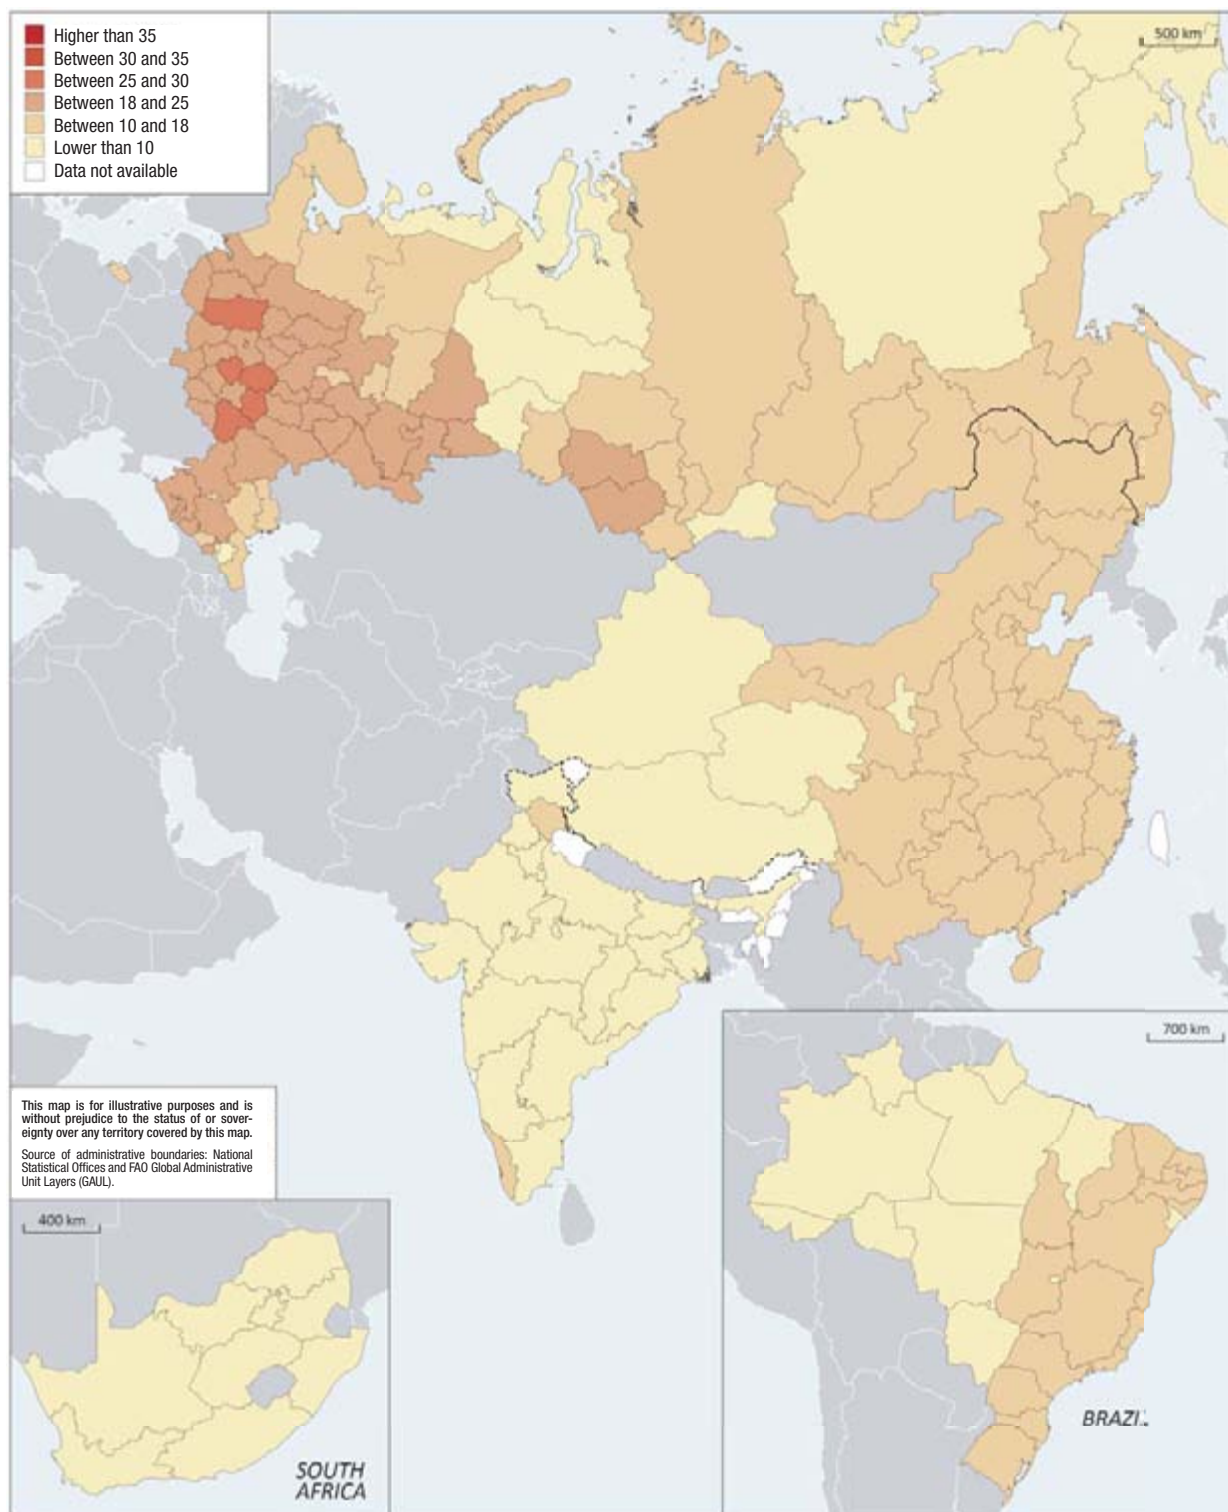 Higher than 35
Between 30 and 35
Between 25 and 30
Between 18 and 25
Between 10 and 18
Lower than 10
Data not available
500 km
700 km
This map is for illustrative purposes and is
without prejudice to the status of or sover-
eignty over any territory covered by this map.
Source of administrative boundaries: National
Statistical Offices and FAO Global Administrative
Unit Layers (GAUL).
400 km
BRAZI.
SOUTH
AFRICA